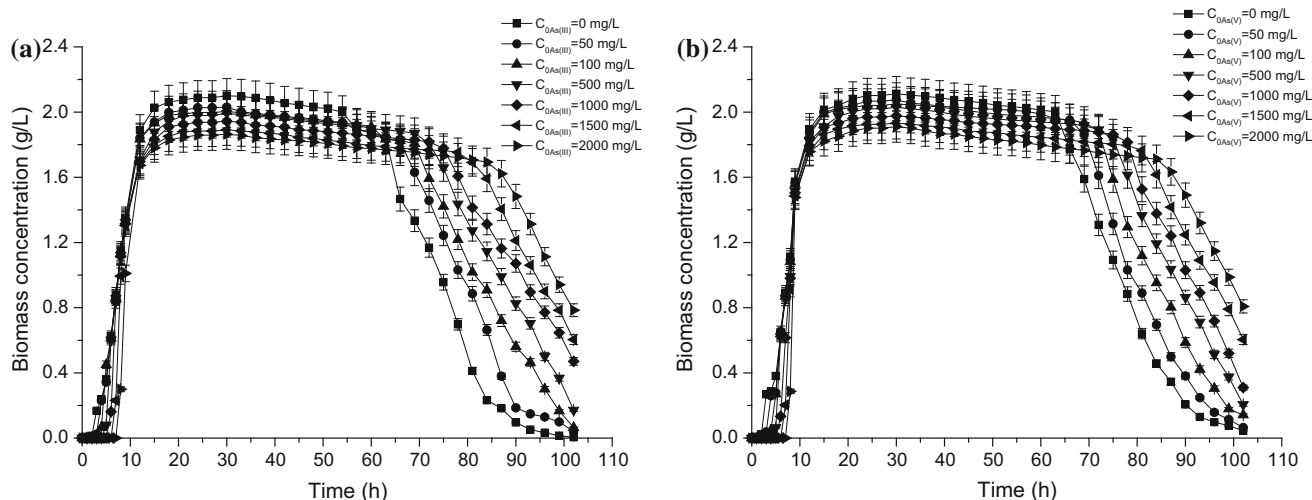 (a)
C0As(III)=0 mg/L
C0As(III)=50 mg/L
C0As(III)=100 mg/L
C0As(III)=500 mg/L
C0As(III)=1000 mg/L
C0As(III)=1500 mg/L
C0As(III)=2000 mg/L
2.4
2.0
1.6
1.2
0.8
0.4
0.0
Biomass concentration (g/L)
0 10 20 30 40 50 60 70 80 90 100 110
Time (h)
(b)
C0As(V)=0 mg/L
C0As(V)=50 mg/L
C0As(V)=100 mg/L
C0As(V)=500 mg/L
C0As(V)=1000 mg/L
C0As(V)=1500 mg/L
C0As(V)=2000 mg/L
2.4
2.0
1.6
1.2
0.8
0.4
0.0
Biomass concentration (g/L)
0 10 20 30 40 50 60 70 80 90 100 110
Time (h)